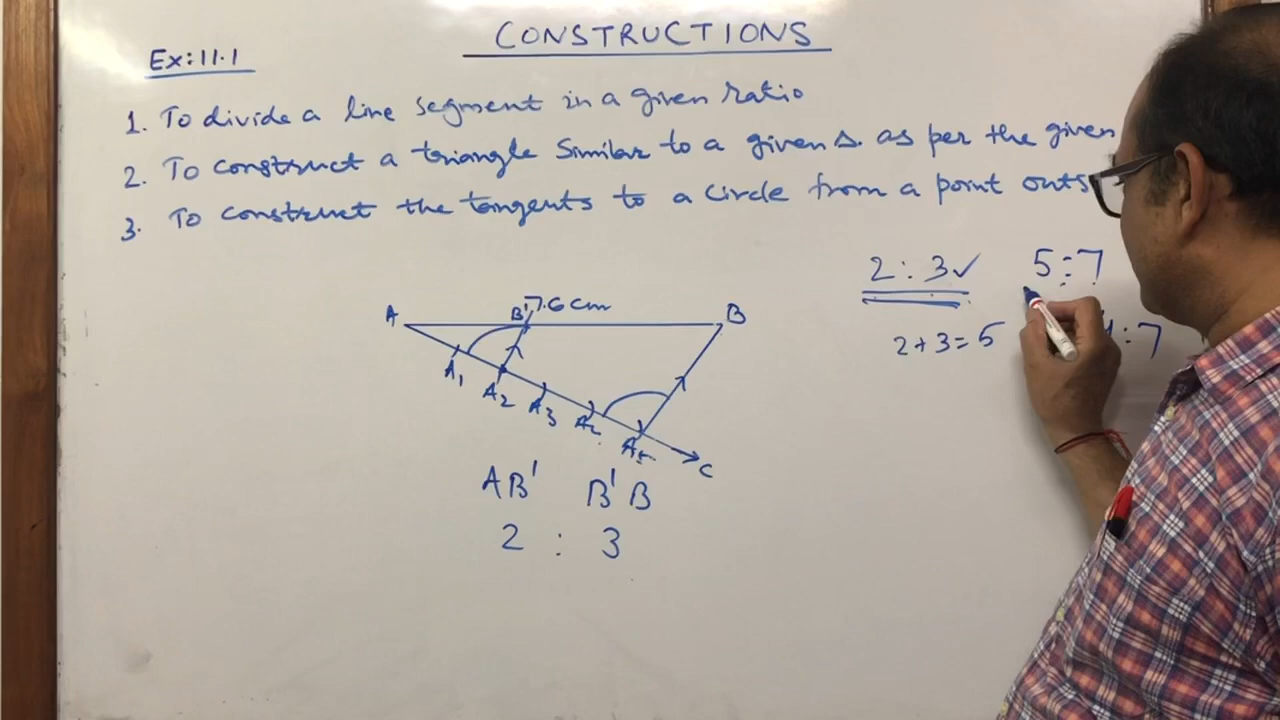 CONSTRUCTIONS
Ex:11.1
1. To divide a line segment in a given ratio
2. To construct a triangle similar to a given Δ. as per the given
3. To construct the tangents to a circle from a point outs
2 : 3✓ 5:7
2+3=5 :7
A B' 7.6 cm B
A1 A2 A3
C
AB' B'B
2 : 3